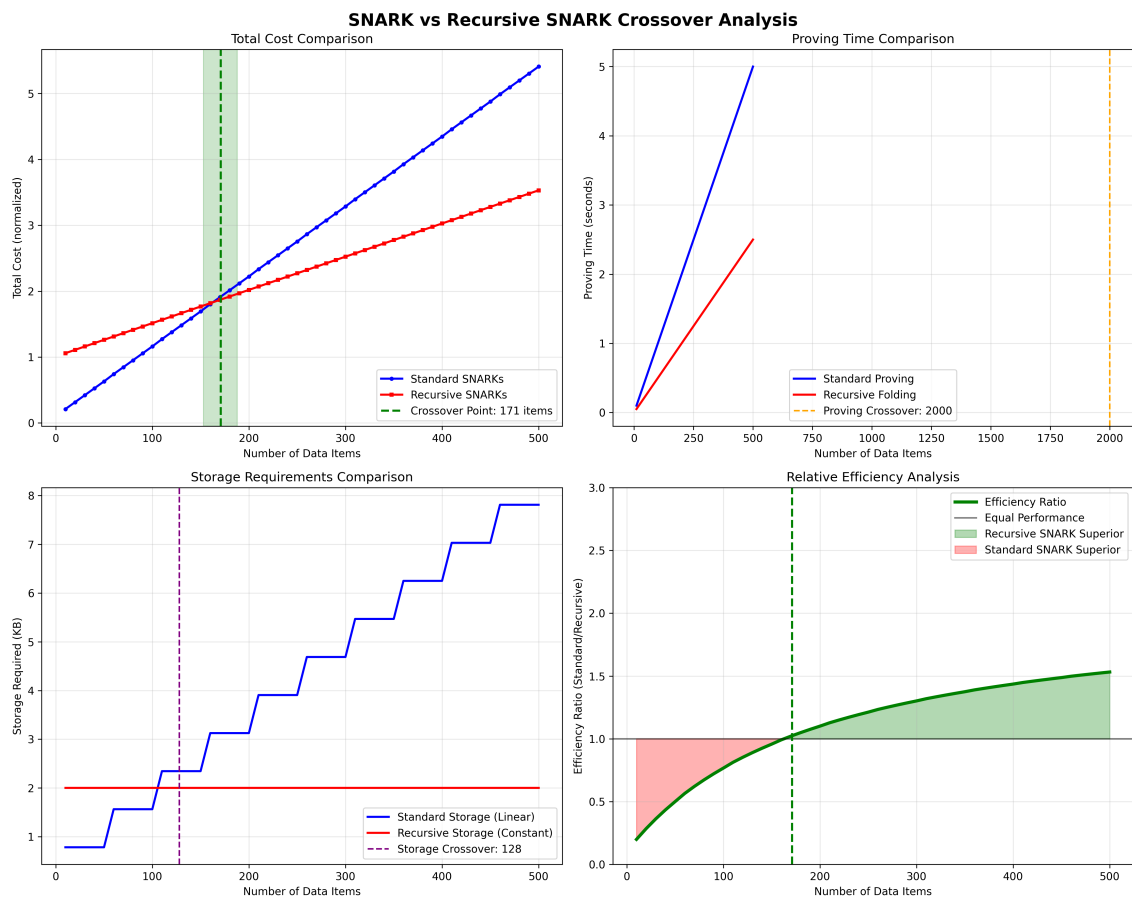 SNARK vs Recursive SNARK Crossover Analysis
Total Cost Comparison
Total Cost (normalized)
5
4
3
2
1
0
Standard SNARKs
Recursive SNARKs
Crossover Point: 171 items
0 100 200 300 400 500
Number of Data Items
Proving Time Comparison
Proving Time (seconds)
5
4
3
2
1
0
Standard Proving
Recursive Folding
Proving Crossover: 2000
0 250 500 750 1000 1250 1500 1750 2000
Number of Data Items
Storage Requirements Comparison
Storage Required (KB)
8
7
6
5
4
3
2
1
Standard Storage (Linear)
Recursive Storage (Constant)
Storage Crossover: 128
0 100 200 300 400 500
Number of Data Items
Relative Efficiency Analysis
Efficiency Ratio (Standard/Recursive)
3.0
2.5
2.0
1.5
1.0
0.5
0.0
Efficiency Ratio
Equal Performance
Recursive SNARK Superior
Standard SNARK Superior
0 100 200 300 400 500
Number of Data Items